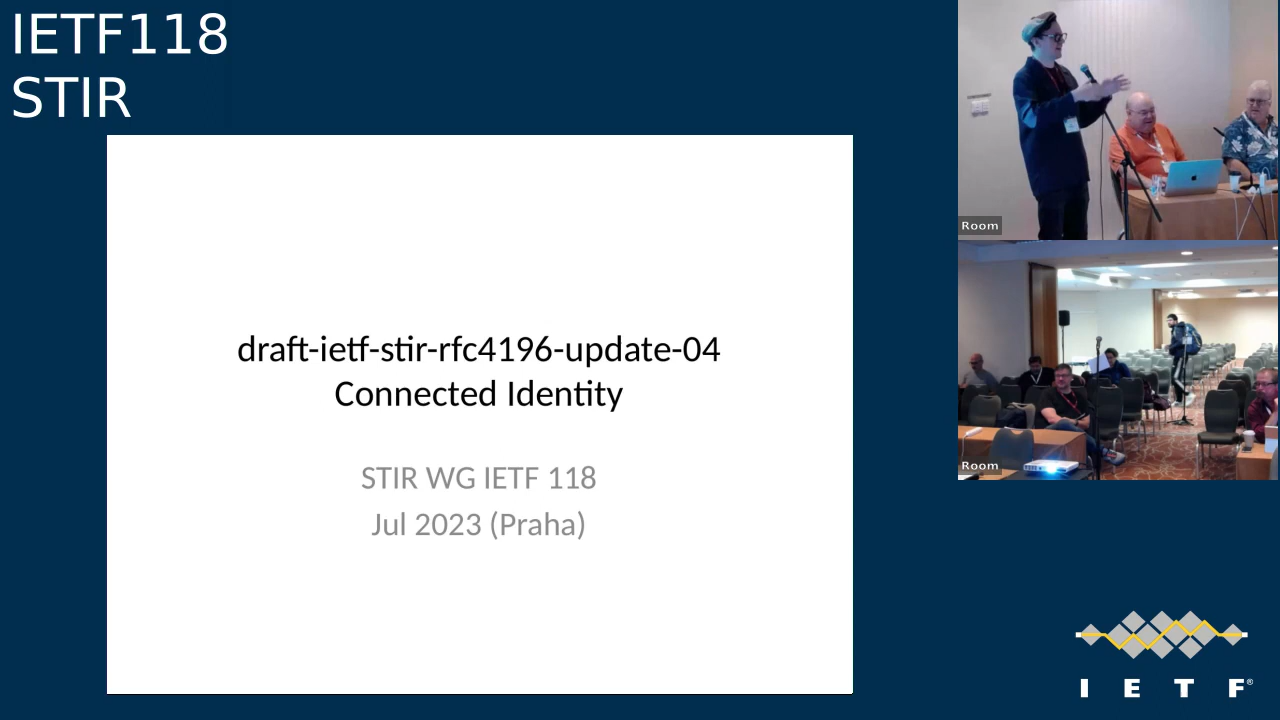 IETF118
STIR
draft-ietf-stir-rfc4196-update-04
Connected Identity
STIR WG IETF 118
Jul 2023 (Praha)
Room
Room
I E T F®